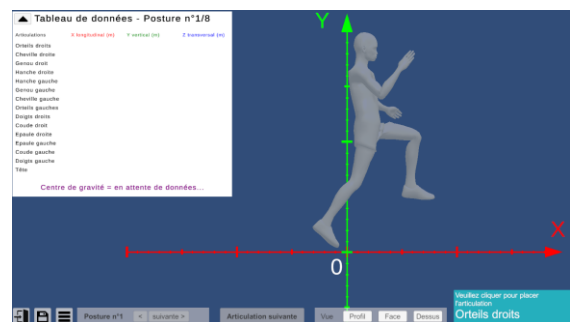 Tableau de données - Posture n°1/8
Articulations X longitudinal (m) Y vertical (m) Z transversal (m)
Orteils droits
Cheville droite
Genou droit
Hanche droite
Hanche gauche
Genou gauche
Cheville gauche
Orteils gauches
Doigts droits
Coude droit
Epaule droite
Epaule gauche
Coude gauche
Doigts gauche
Tête
Centre de gravité = en attente de données...
Y
X
0
Veuillez cliquer pour placer
l'articulation
Orteils droits
Posture n°1 < suivante > Articulation suivante Vue Profil Face Dessus